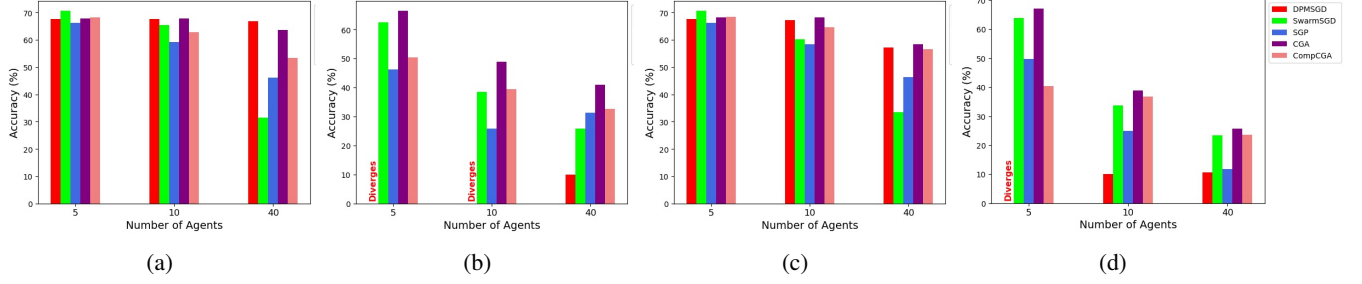 70
60
50
40
30
20
10
0
Accuracy (%)
5
10
40
Number of Agents
(a)
60
50
40
30
20
10
0
Accuracy (%)
Diverges
Diverges
5
10
40
Number of Agents
(b)
70
60
50
40
30
20
10
0
Accuracy (%)
5
10
40
Number of Agents
(c)
70
60
50
40
30
20
10
0
Accuracy (%)
Diverges
5
10
40
Number of Agents
(d)
DPMSGD
SwarmSGD
SGP
CGA
CompCGA